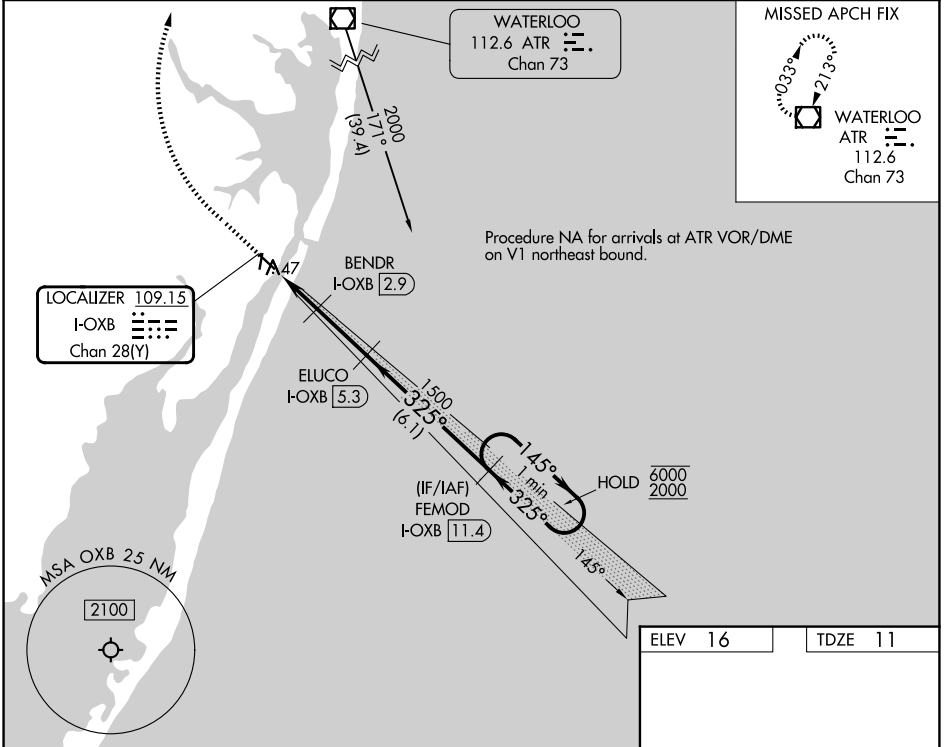 WATERLOO
112.6 ATR
Chan 73
MISSED APCH FIX
033°
213°
WATERLOO
ATR
112.6
Chan 73
2000
171°
(39.4)
Procedure NA for arrivals at ATR VOR/DME
on V1 northeast bound.
47
BENDR
I-OXB 2.9
LOCALIZER 109.15
I-OXB
Chan 28(Y)
ELUCO
I-OXB 5.3
1500
325°
(6.1)
145°
1 min
325°
HOLD 6000
2000
(IF/IAF)
FEMOD
I-OXB 11.4
145°
MSA OXB 25 NM
2100
ELEV 16
TDZE 11